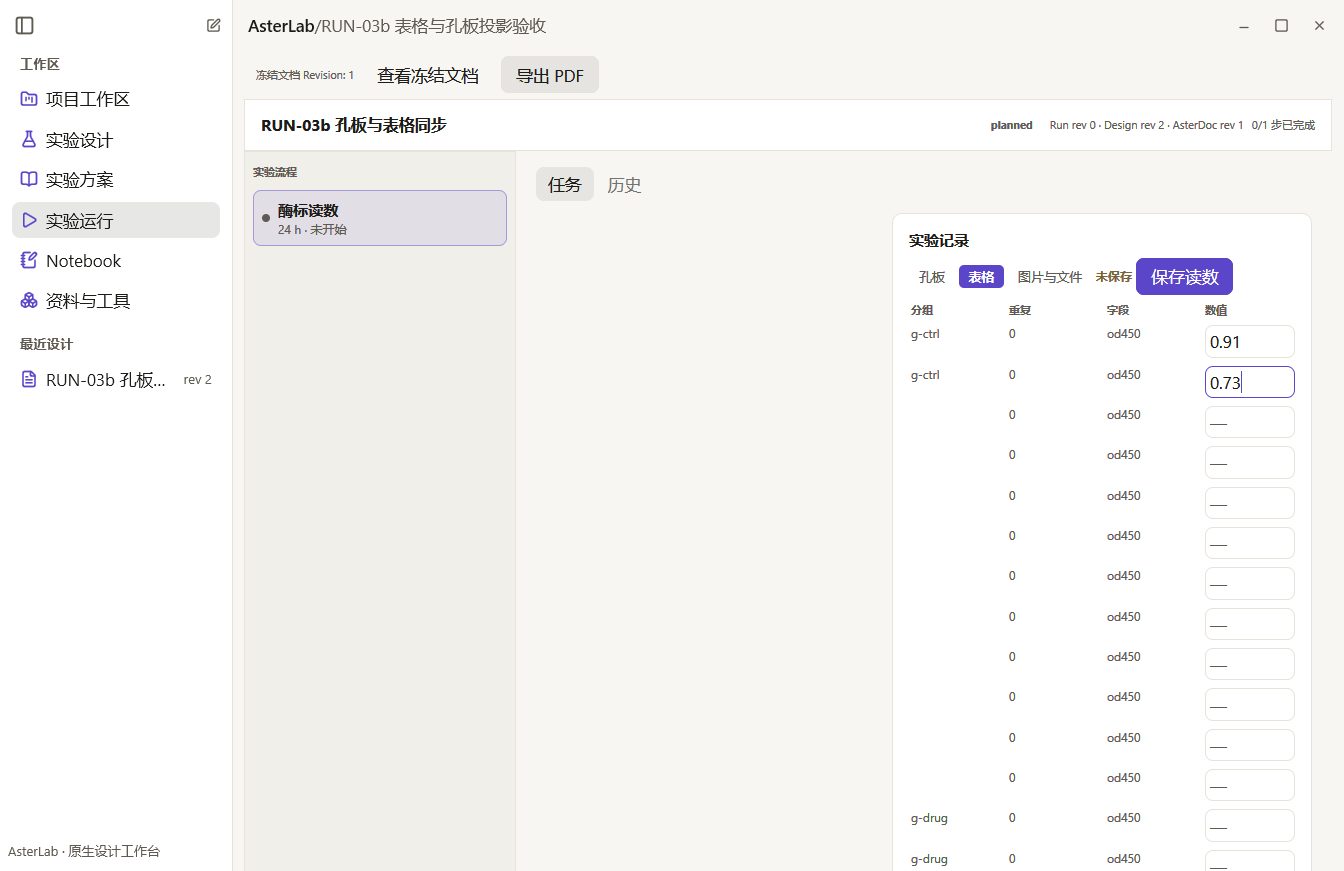 AsterLab/RUN-03b 表格与孔板投影验收
工作区
项目工作区
实验设计
实验方案
实验运行
Notebook
资料与工具
最近设计
RUN-03b 孔板... rev 2
AsterLab · 原生设计工作台
冻结文档 Revision: 1 查看冻结文档 导出 PDF
RUN-03b 孔板与表格同步
planned Run rev 0 · Design rev 2 · AsterDoc rev 1 0/1 步已完成
实验流程
酶标读数
24 h · 未开始
任务 历史
实验记录
孔板 表格 图片与文件 未保存 保存读数
分组 重复 字段 数值
g-ctrl 0 od450 0.91
g-ctrl 0 od450 0.73
0 od450 —
0 od450 —
0 od450 —
0 od450 —
0 od450 —
0 od450 —
0 od450 —
0 od450 —
0 od450 —
0 od450 —
g-drug 0 od450 —
g-drug 0 od450 —